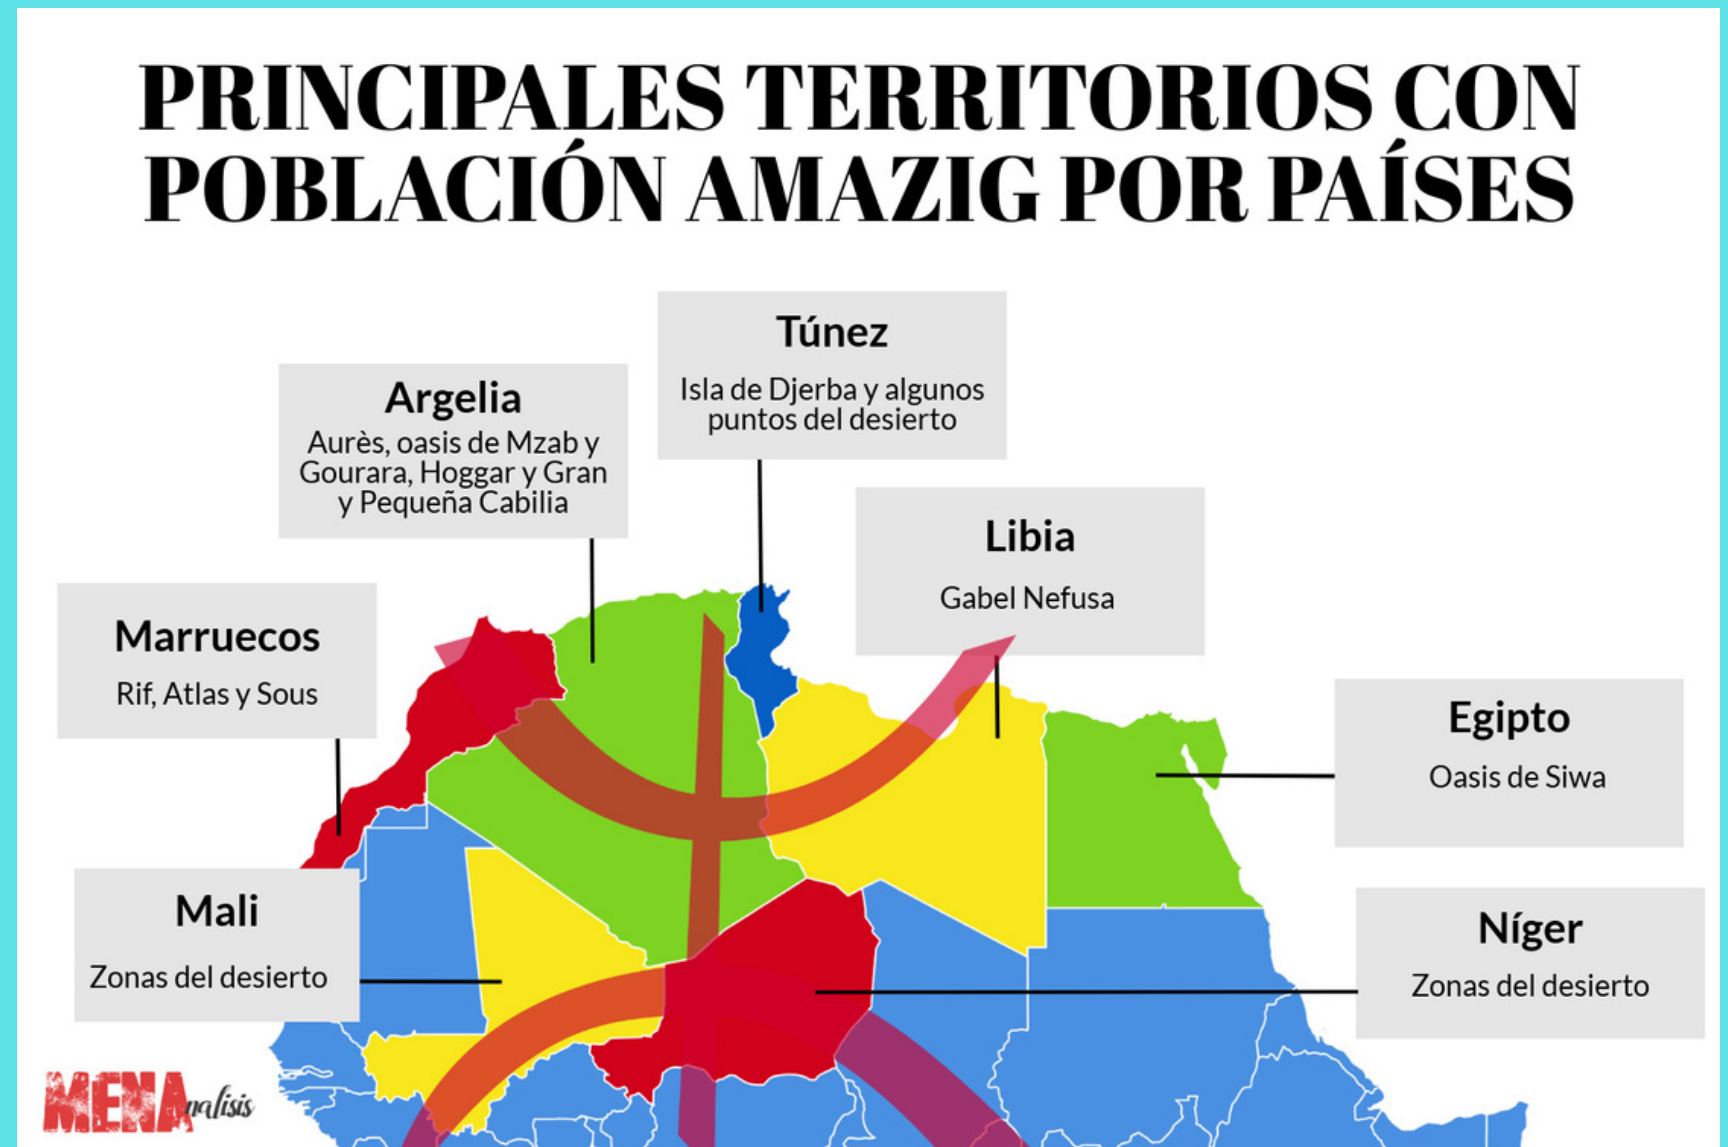 PRINCIPALES TERRITORIOS CON
POBLACIÓN AMAZIG POR PAÍSES
Túnez
Isla de Djerba y algunos
puntos del desierto
Argelia
Aurès, oasis de Mzab y
Gourara, Hoggar y Gran
y Pequeña Cabilia
Libia
Gabel Nefusa
Marruecos
Rif, Atlas y Sous
Egipto
Oasis de Siwa
Mali
Zonas del desierto
Níger
Zonas del desierto
MENAnalisis